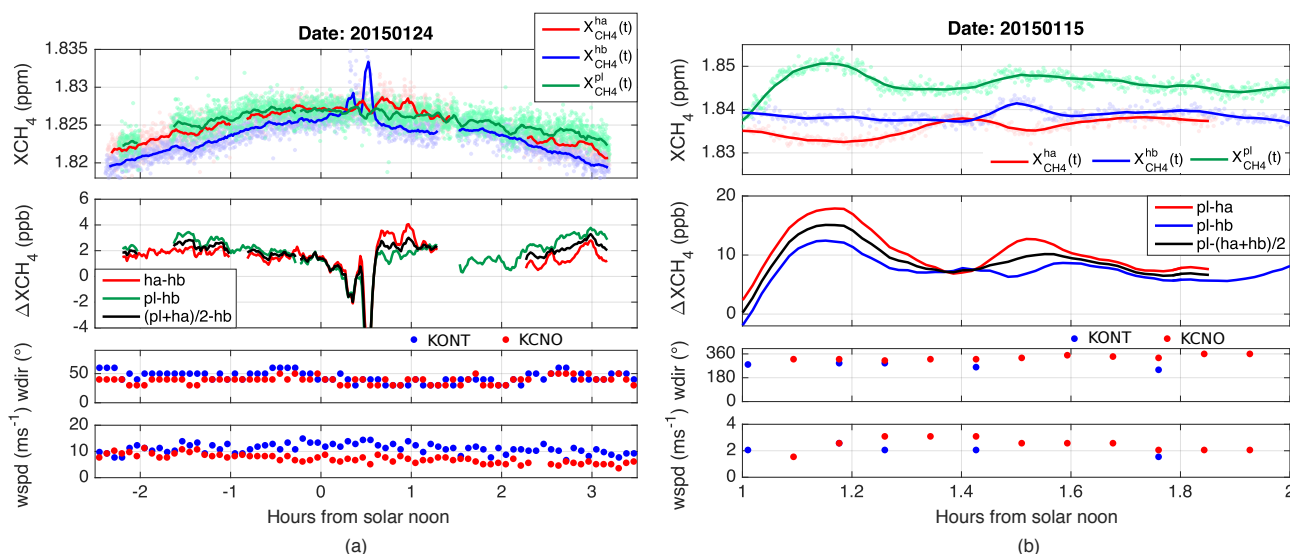 Date: 20150124
X^ha_CH4(t)
X^hb_CH4(t)
X^pl_CH4(t)
XCH4 (ppm)
1.835
1.83
1.825
1.82
ΔXCH4 (ppb)
6
4
2
0
-2
-4
ha-hb
pl-hb
(pl+ha)/2-hb
KONT KCNO
wdir (°)
50
0
wspd (ms-1)
20
10
0
-2 -1 0 1 2 3
Hours from solar noon
(a)
Date: 20150115
XCH4 (ppm)
1.85
1.84
1.83
X^ha_CH4(t) X^hb_CH4(t) X^pl_CH4(t)
ΔXCH4 (ppb)
20
10
0
pl-ha
pl-hb
pl-(ha+hb)/2
KONT KCNO
wdir (°)
360
180
0
wspd (ms-1)
4
2
0
1 1.2 1.4 1.6 1.8 2
Hours from solar noon
(b)